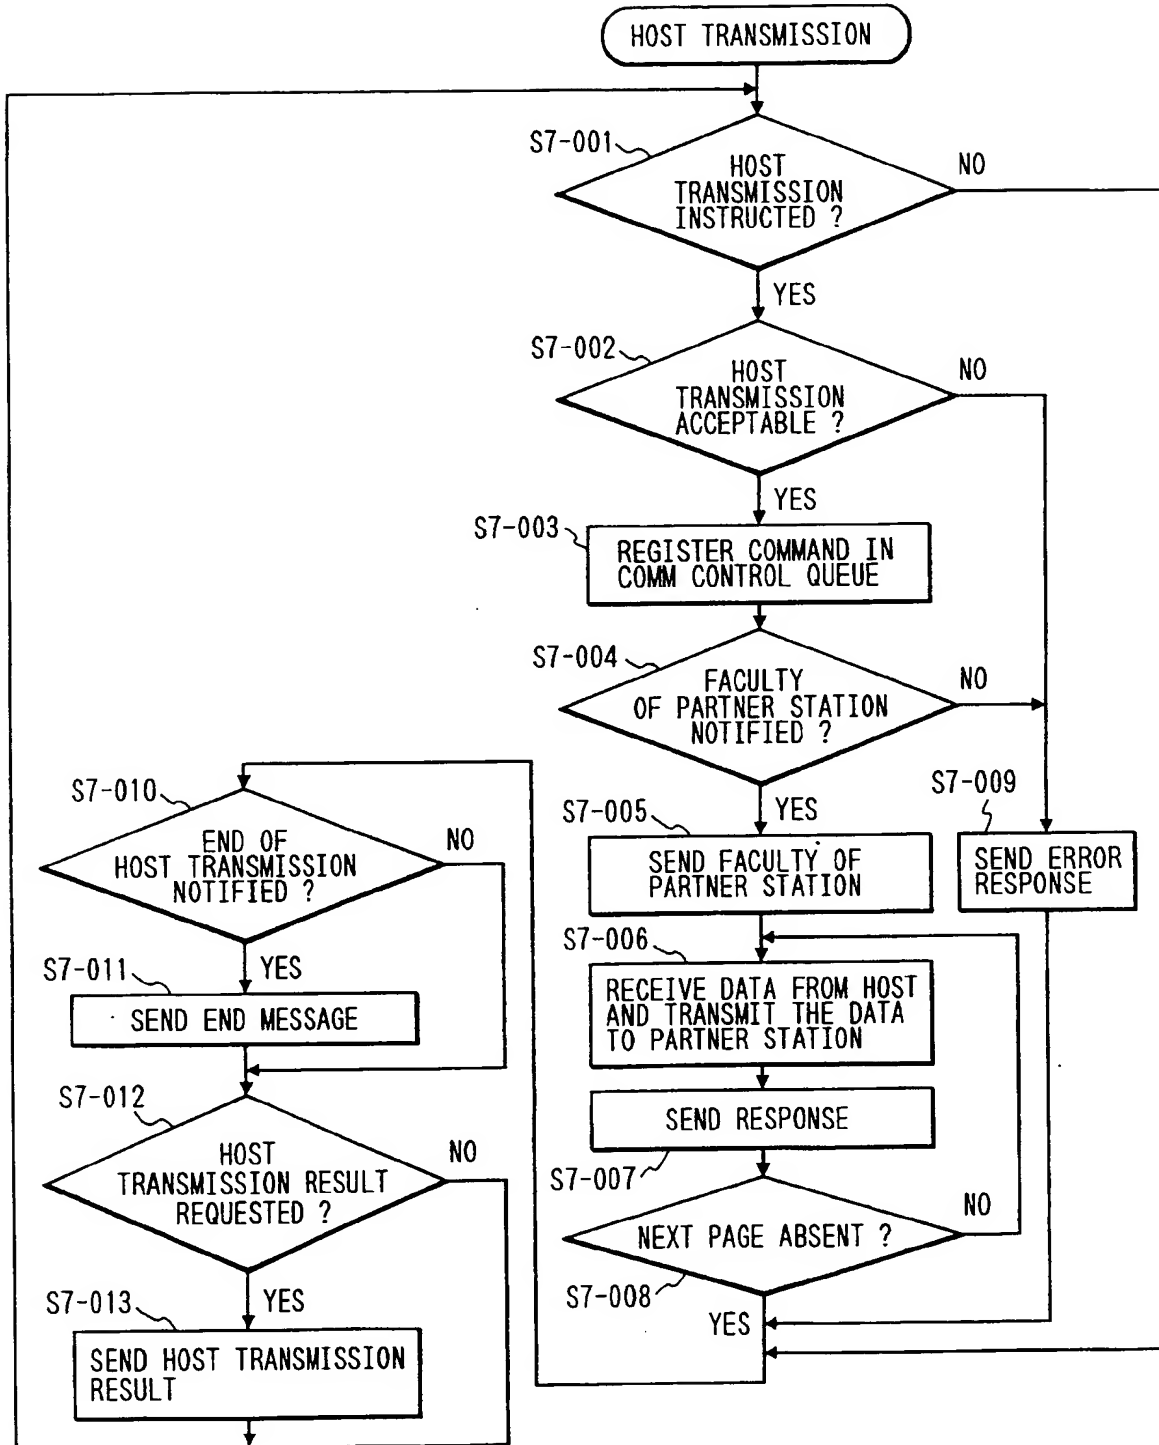 HOST TRANSMISSION
S7-001
HOST
TRANSMISSION
INSTRUCTED ?
NO
YES
S7-002
HOST
TRANSMISSION
ACCEPTABLE ?
NO
YES
S7-003
REGISTER COMMAND IN
COMM CONTROL QUEUE
S7-004
FACULTY
OF PARTNER STATION
NOTIFIED ?
NO
YES
S7-005
SEND FACULTY OF
PARTNER STATION
S7-009
SEND ERROR
RESPONSE
S7-006
RECEIVE DATA FROM HOST
AND TRANSMIT THE DATA
TO PARTNER STATION
SEND RESPONSE
S7-007
NEXT PAGE ABSENT ?
NO
S7-008
YES
S7-010
END OF
HOST TRANSMISSION
NOTIFIED ?
NO
YES
S7-011
SEND END MESSAGE
S7-012
HOST
TRANSMISSION RESULT
REQUESTED ?
NO
YES
S7-013
SEND HOST TRANSMISSION
RESULT